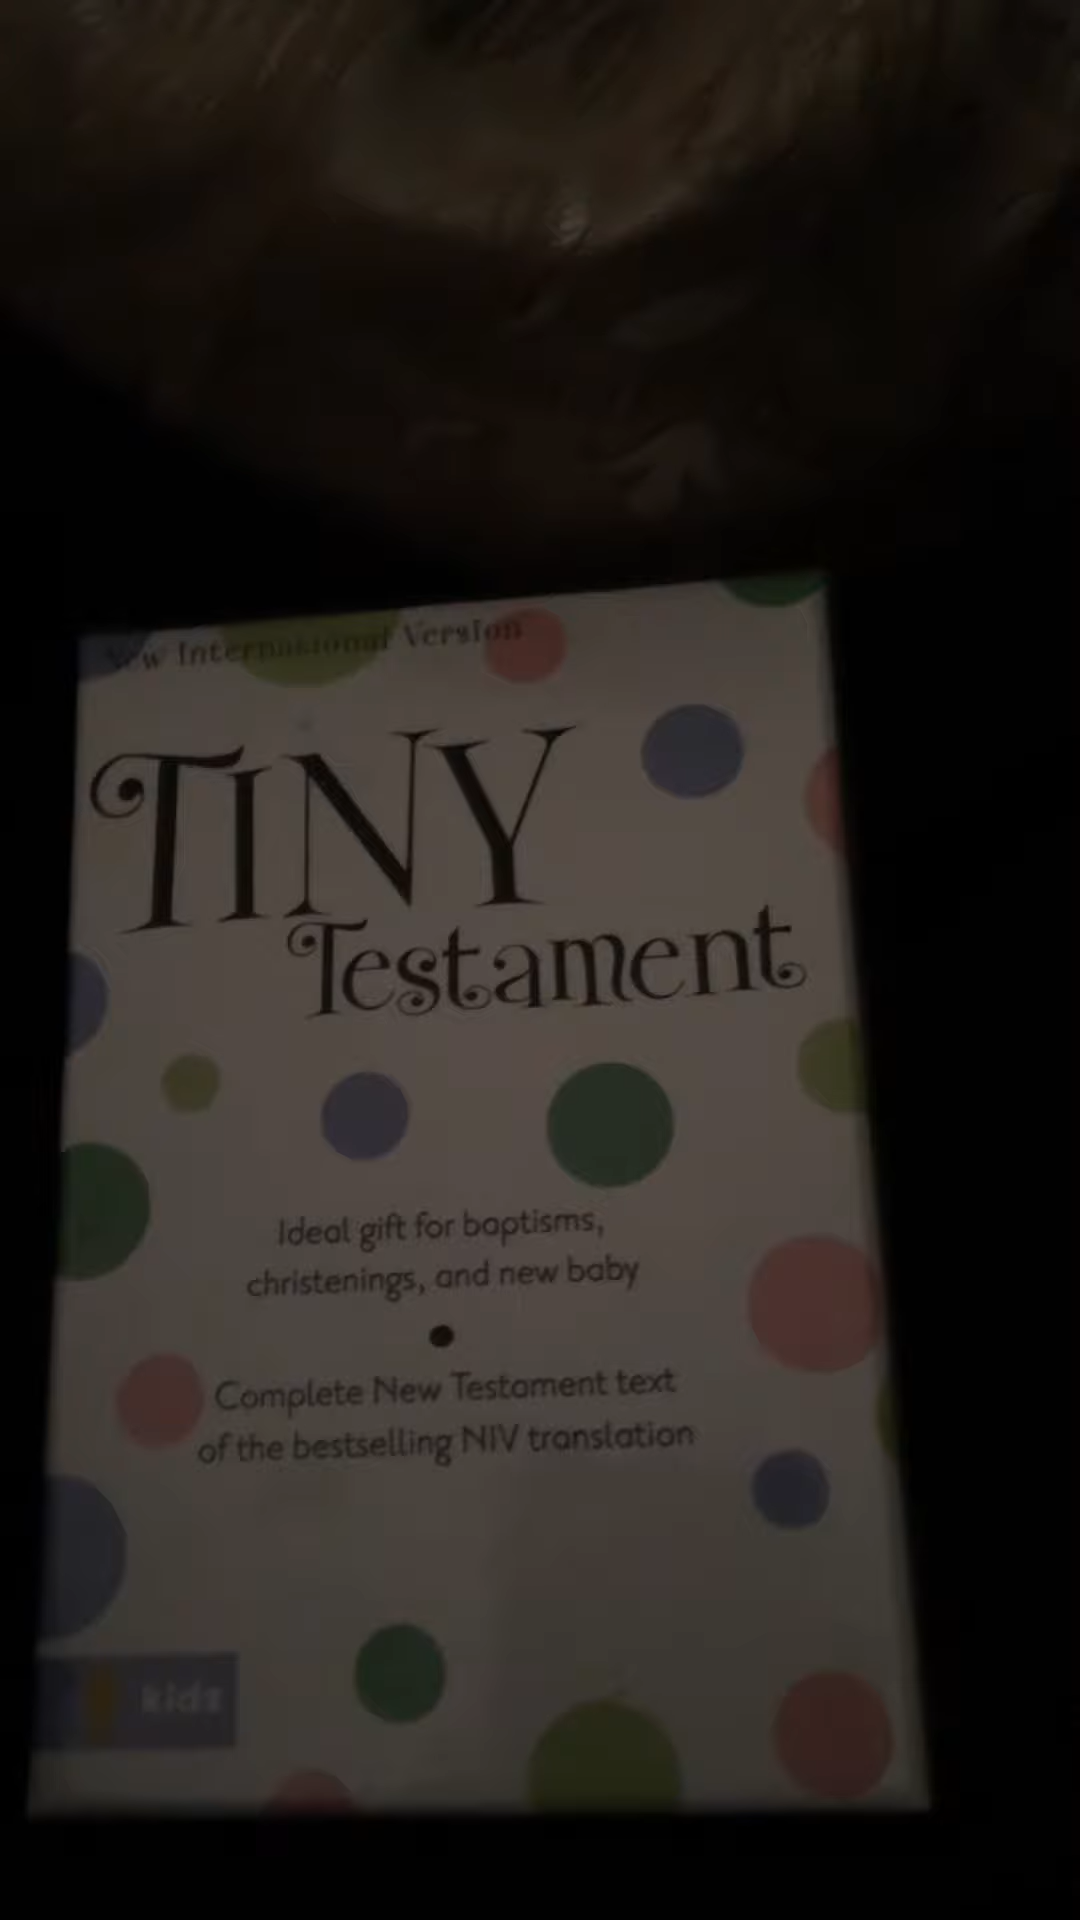 New International Version
TINY
Testament
Ideal gift for baptisms,
christenings, and new baby
Complete New Testament text
of the bestselling NIV translation
kidz